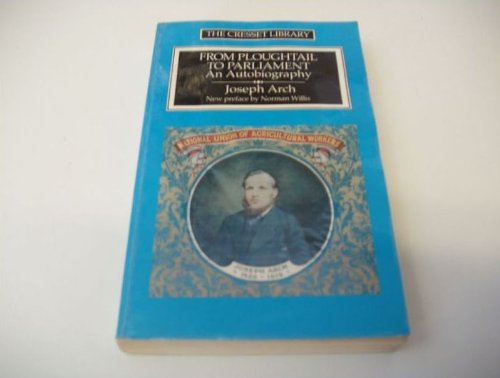 THE CRESSET LIBRARY
FROM PLOUGHTAIL
TO PARLIAMENT
An Autobiography
Joseph Arch
New preface by Norman Willis
NATIONAL UNION OF AGRICULTURAL WORKERS
JOSEPH ARCH